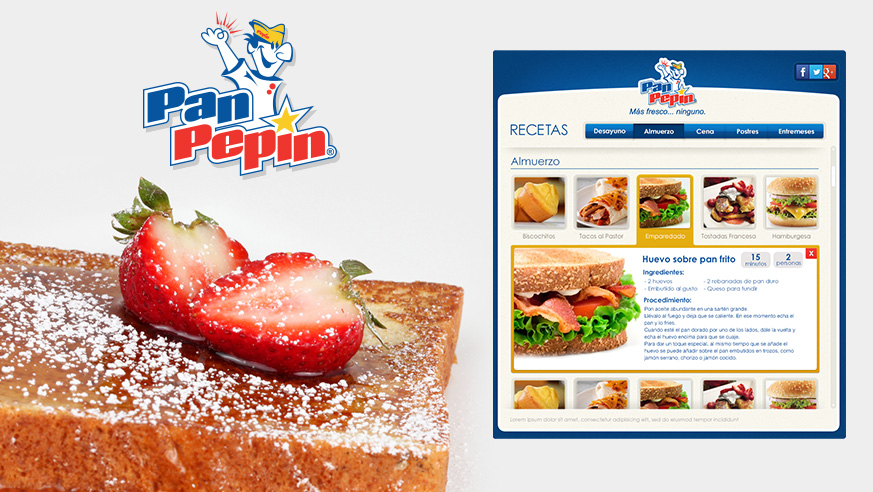 Pepin
Pan
Pepin®
Pan
Pepin
Más fresco... ninguno.
RECETAS
Desayuno
Almuerzo
Cena
Postres
Entremeses
Almuerzo
Biscochitos
Tacos al Pastor
Emparedado
Tostadas Francesa
Hamburgesa
Huevo sobre pan frito
15
minutos
2
personas
X
Ingredientes:
- 2 huevos
- 2 rebanadas de pan duro
- Embutido al gusto
- Queso para fundir
Procedimiento:
Pon aceite abundante en una sartén grande.
Llévalo al fuego y deja que se caliente. En ese momento echa el
pan y lo fríes.
Cuando esté el pan dorado por uno de los lados, dale la vuelta y
echa el huevo encima para que se cuaje.
Para dar un toque especial, al mismo tiempo que se añade el
huevo se puede añadir sobre el pan embutidos en trozos, como
jamón serrano, chorizo o jamón cocido.
Lorem ipsum dolor sit amet, consectetur adipiscing elit, sed do eiusmod tempor incididunt